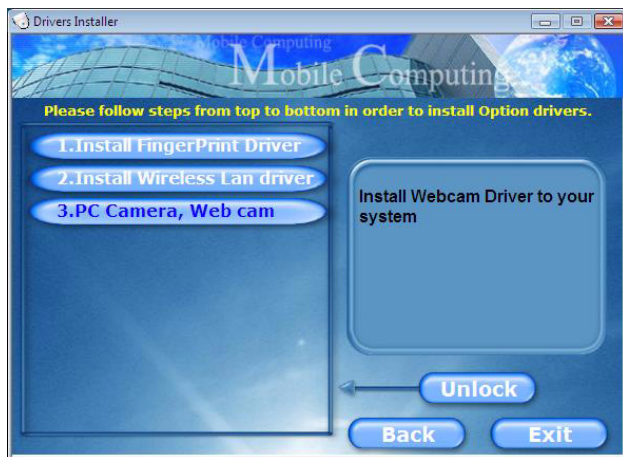 Drivers Installer
Mobile Computing
Mobile Computing
Please follow steps from top to bottom in order to install Option drivers.
1.Install FingerPrint Driver
2.Install Wireless Lan driver
3.PC Camera, Web cam
Install Webcam Driver to your
system
Unlock
Back
Exit